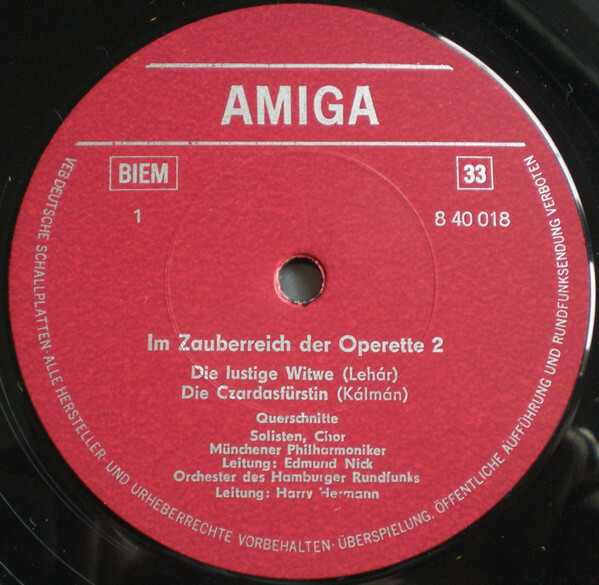 AMIGA
BIEM
33
1
8 40 018
Im Zauberreich der Operette 2
Die lustige Witwe (Lehár)
Die Czardasfürstin (Kálmán)
Querschnitte
Solisten, Chor
Münchener Philharmoniker
Leitung: Edmund Nick
Orchester des Hamburger Rundfunks
Leitung: Harry Hermann
VEB DEUTSCHE SCHALLPLATTEN · ALLE HERSTELLER- UND URHEBERRECHTE VORBEHALTEN · ÜBERSPIELUNG, ÖFFENTLICHE AUFFÜHRUNG UND RUNDFUNKSENDUNG VERBOTEN